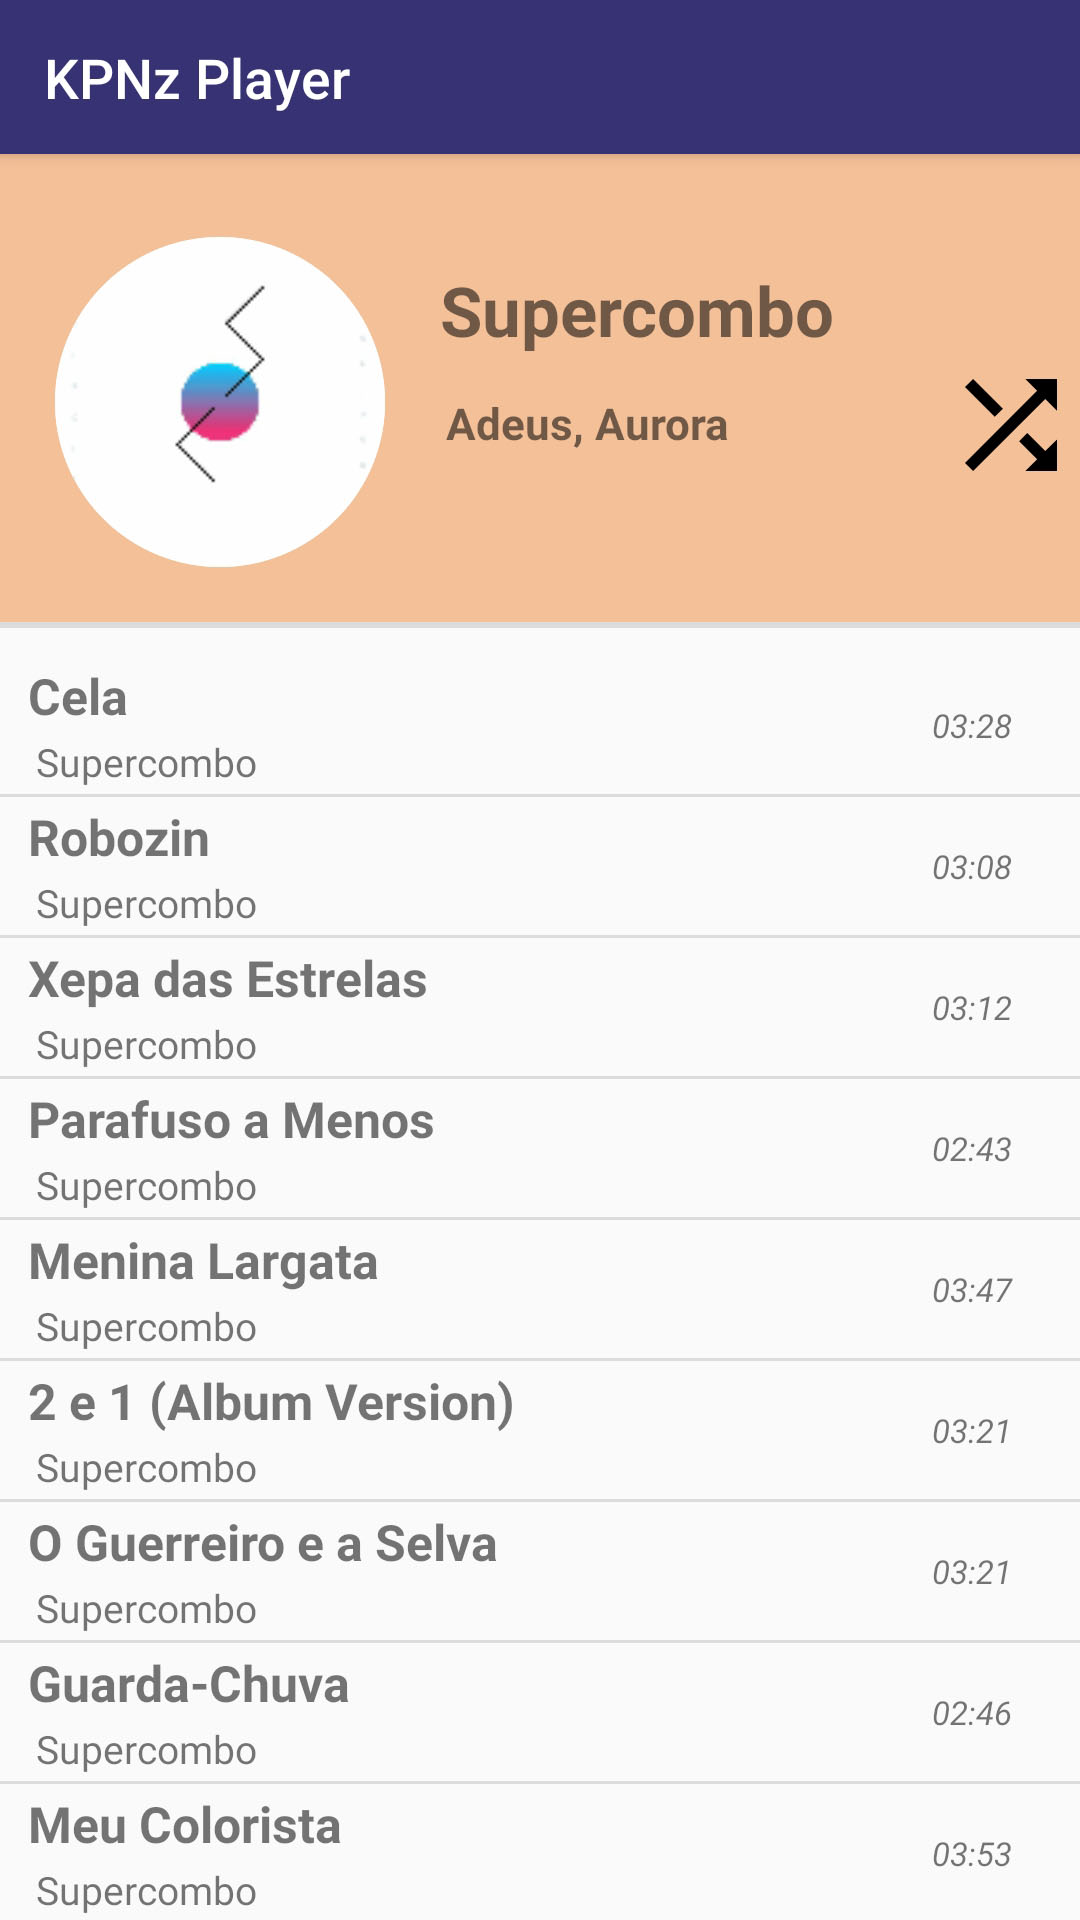 KPNz Player
Supercombo
Adeus, Aurora
Cela
03:28
Supercombo
Robozin
03:08
Supercombo
Xepa das Estrelas
03:12
Supercombo
Parafuso a Menos
02:43
Supercombo
Menina Largata
03:47
Supercombo
2 e 1 (Album Version)
03:21
Supercombo
O Guerreiro e a Selva
03:21
Supercombo
Guarda-Chuva
02:46
Supercombo
Meu Colorista
03:53
Supercombo